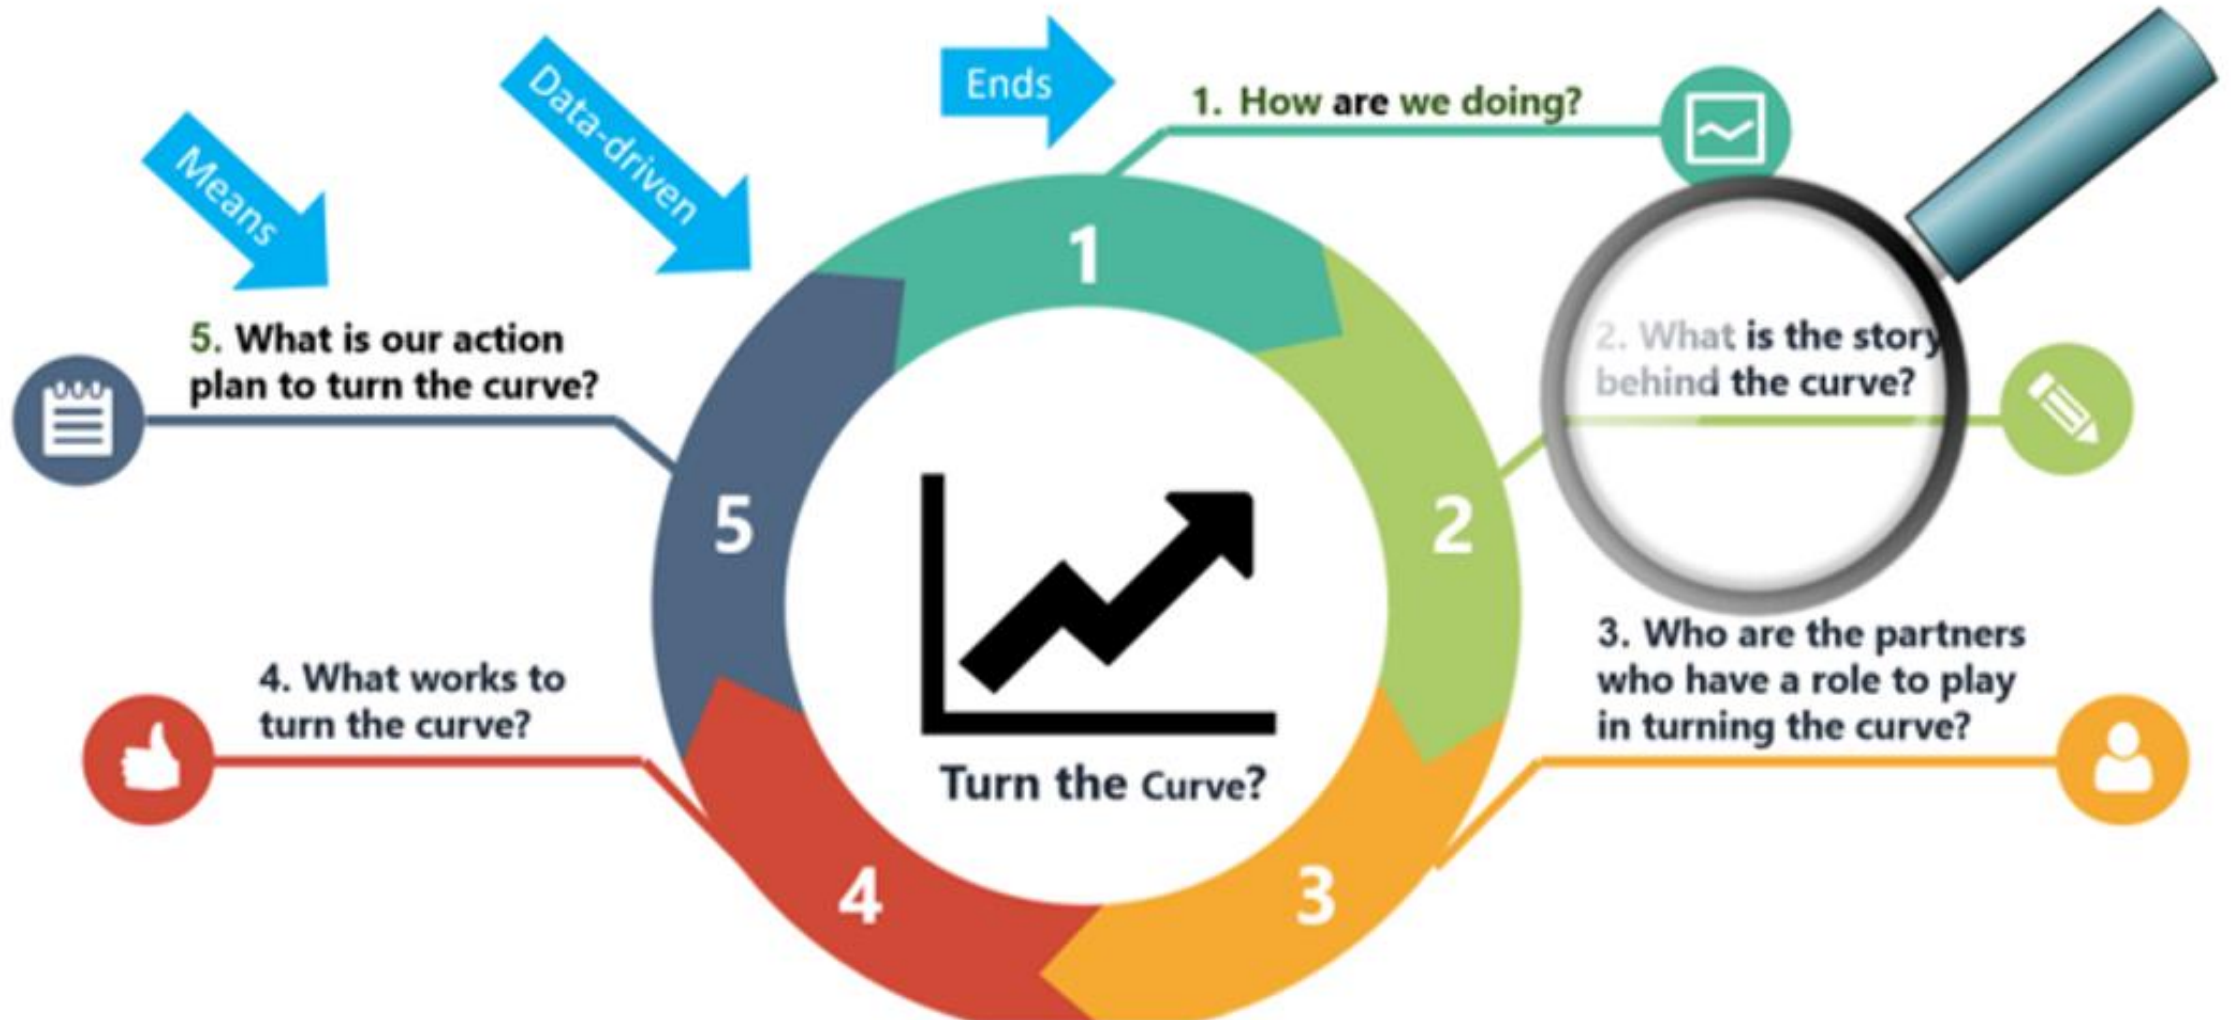 Means
Data-driven
Ends
1. How are we doing?
2. What is the story
behind the curve?
3. Who are the partners
who have a role to play
in turning the curve?
4. What works to
turn the curve?
5. What is our action
plan to turn the curve?
1
2
3
4
5
Turn the Curve?